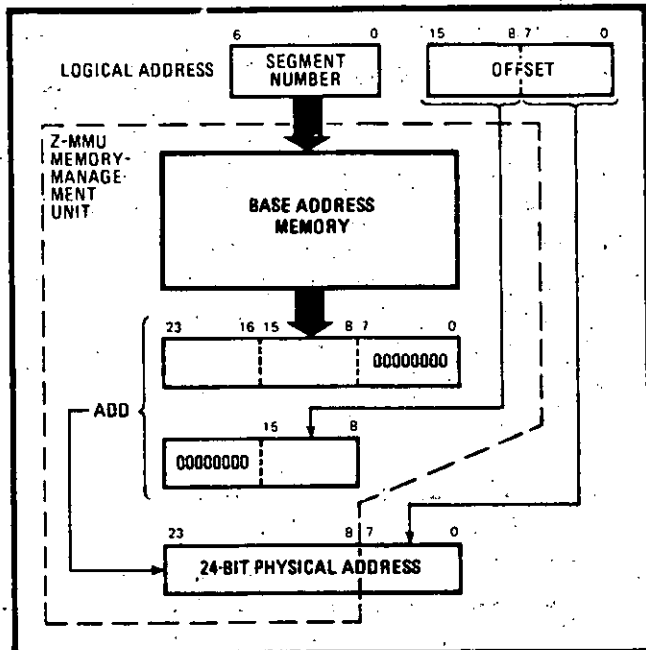 6 0 15 8 7 0
LOGICAL ADDRESS
SEGMENT
NUMBER
OFFSET
Z-MMU
MEMORY-
MANAGE-
MENT
UNIT
BASE ADDRESS
MEMORY
23 16 15 8 7 0
00000000
ADD
15 8
00000000
23 8 7 0
24-BIT PHYSICAL ADDRESS